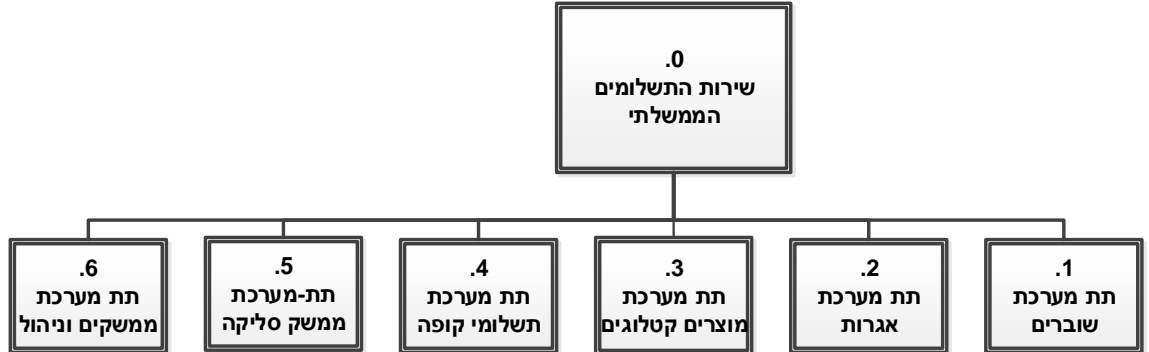 .0
שירות התשלומים
הממשלתי
.1
תת מערכת
שוברים
.2
תת מערכת
אגרות
.3
תת מערכת
מוצרים קטלוגים
.4
תת מערכת
תשלומי קופה
.5
תת-מערכת
ממשק סליקה
.6
תת מערכת
ממשקים וניהול